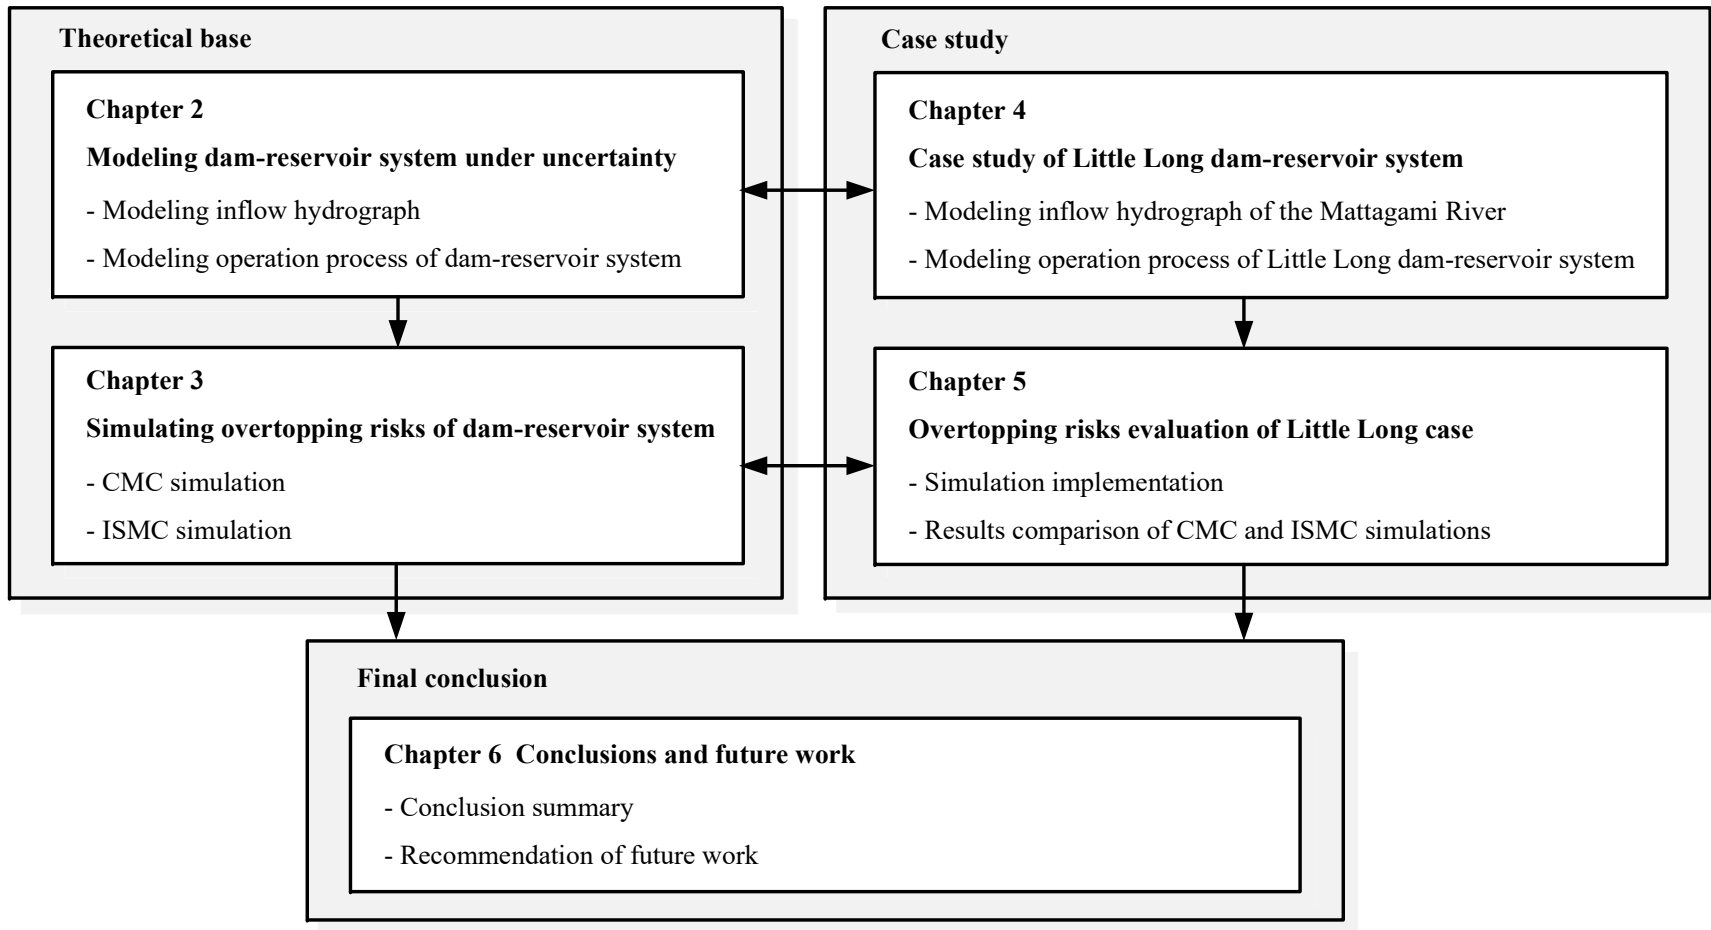 Theoretical base
Chapter 2
Modeling dam-reservoir system under uncertainty
- Modeling inflow hydrograph
- Modeling operation process of dam-reservoir system
Chapter 3
Simulating overtopping risks of dam-reservoir system
- CMC simulation
- ISMC simulation
Case study
Chapter 4
Case study of Little Long dam-reservoir system
- Modeling inflow hydrograph of the Mattagami River
- Modeling operation process of Little Long dam-reservoir system
Chapter 5
Overtopping risks evaluation of Little Long case
- Simulation implementation
- Results comparison of CMC and ISMC simulations
Final conclusion
Chapter 6  Conclusions and future work
- Conclusion summary
- Recommendation of future work